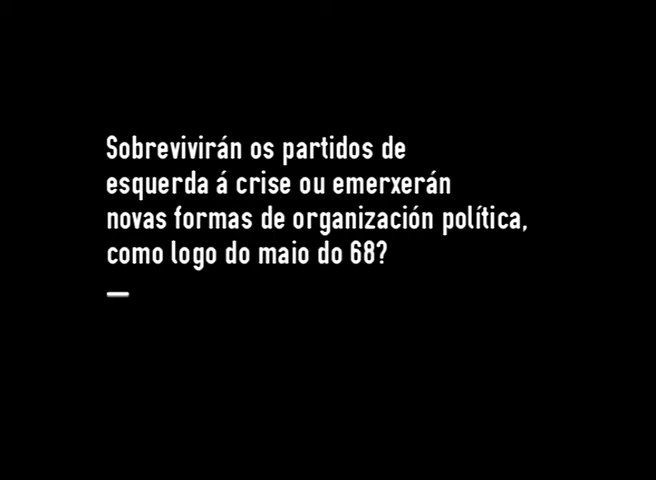 Sobrevivirán os partidos de
esquerda á crise ou emerxerán
novas formas de organización política,
como logo do maio do 68?